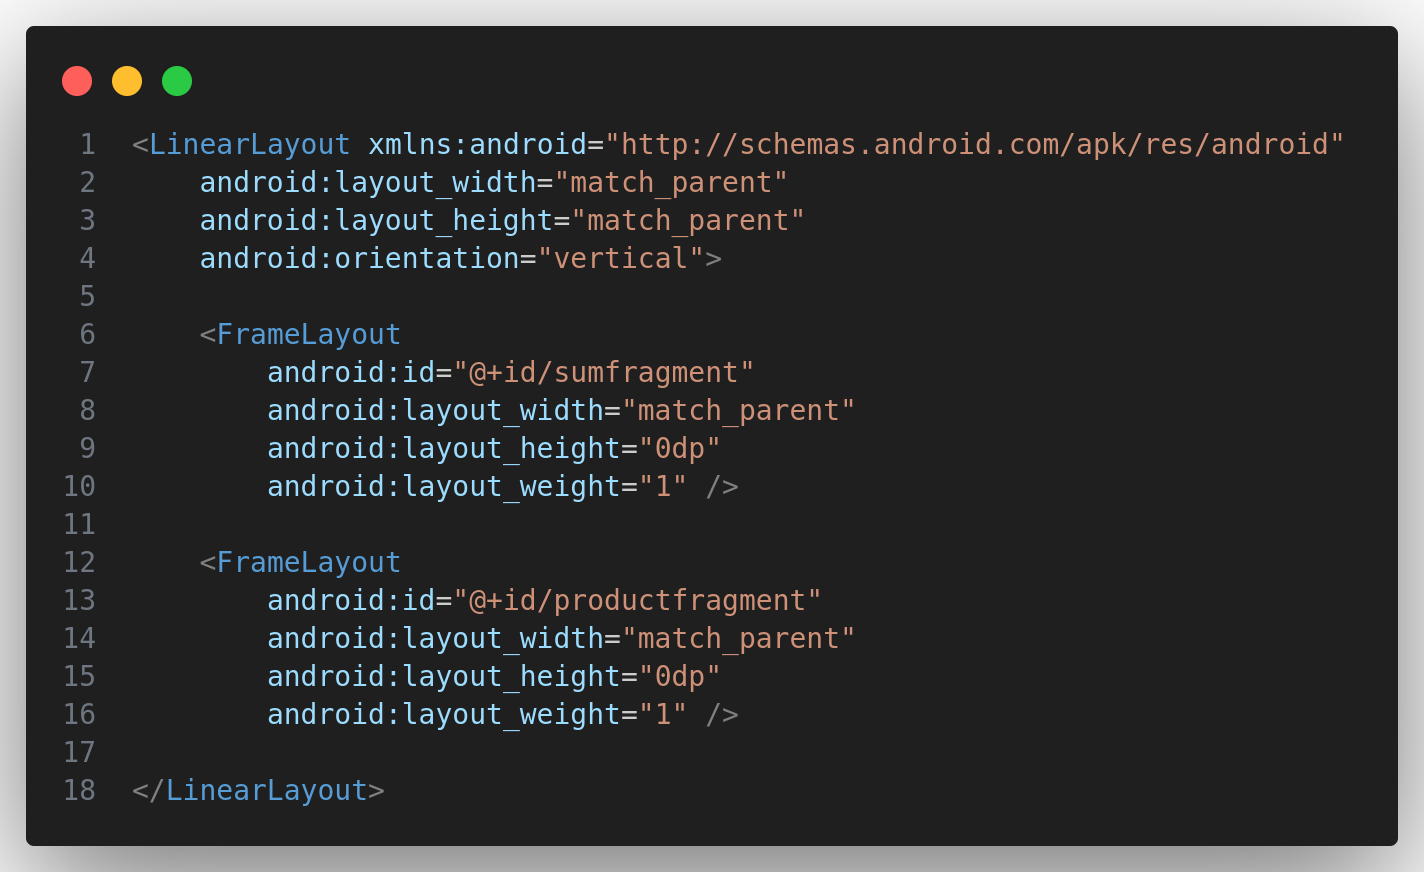 1 <LinearLayout xmlns:android="http://schemas.android.com/apk/res/android"
2     android:layout_width="match_parent"
3     android:layout_height="match_parent"
4     android:orientation="vertical">
5
6     <FrameLayout
7         android:id="@+id/sumfragment"
8         android:layout_width="match_parent"
9         android:layout_height="0dp"
10         android:layout_weight="1" />
11
12     <FrameLayout
13         android:id="@+id/productfragment"
14         android:layout_width="match_parent"
15         android:layout_height="0dp"
16         android:layout_weight="1" />
17
18 </LinearLayout>